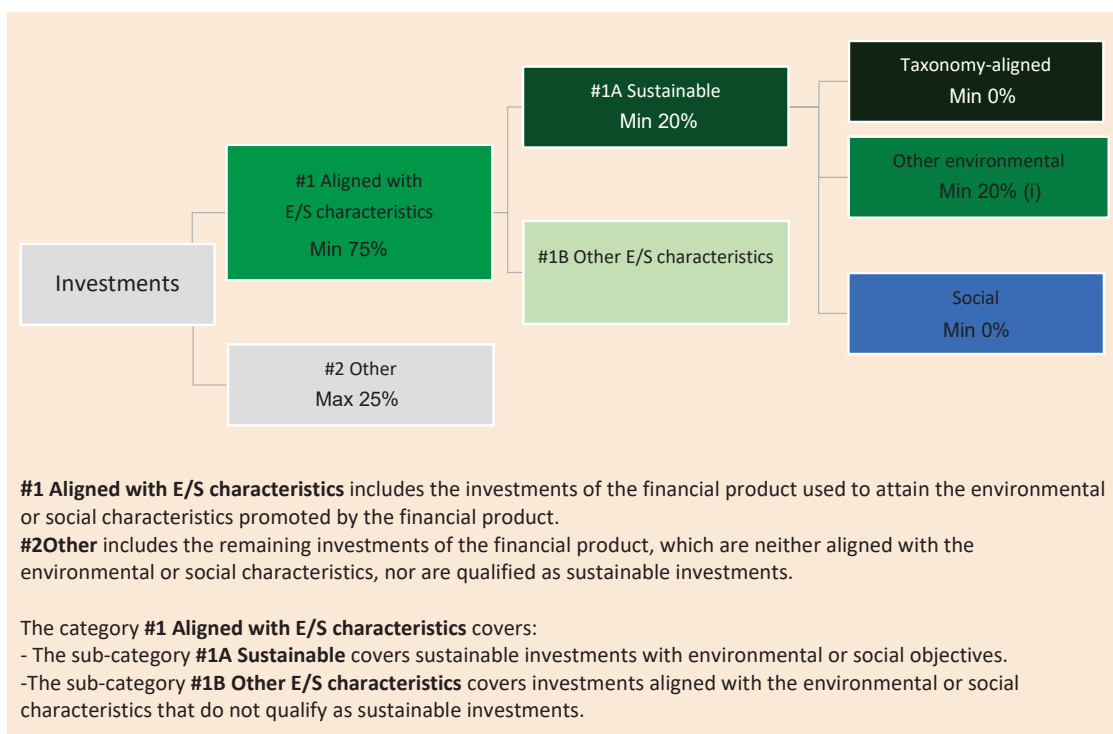 Taxonomy-aligned
Min 0%
#1A Sustainable
Min 20%
Other environmental
Min 20% (i)
#1 Aligned with
E/S characteristics
Min 75%
#1B Other E/S characteristics
Investments
Social
Min 0%
#2 Other
Max 25%
#1 Aligned with E/S characteristics includes the investments of the financial product used to attain the environmental
or social characteristics promoted by the financial product.
#2Other includes the remaining investments of the financial product, which are neither aligned with the
environmental or social characteristics, nor are qualified as sustainable investments.
The category #1 Aligned with E/S characteristics covers:
- The sub-category #1A Sustainable covers sustainable investments with environmental or social objectives.
-The sub-category #1B Other E/S characteristics covers investments aligned with the environmental or social
characteristics that do not qualify as sustainable investments.